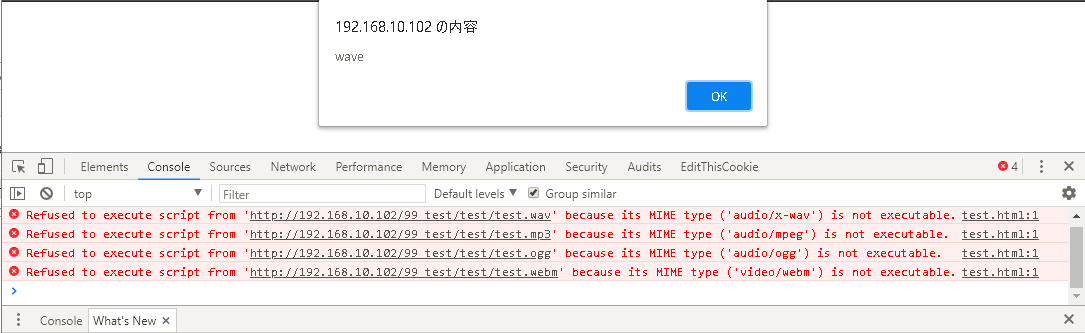 192.168.10.102 の内容
wave
OK
Elements Console Sources Network Performance Memory Application Security Audits EditThisCookie 4
top Filter Default levels Group similar
Refused to execute script from 'http://192.168.10.102/99_test/test/test.wav' because its MIME type ('audio/x-wav') is not executable. test.html:1
Refused to execute script from 'http://192.168.10.102/99_test/test/test.mp3' because its MIME type ('audio/mpeg') is not executable. test.html:1
Refused to execute script from 'http://192.168.10.102/99_test/test/test.ogg' because its MIME type ('audio/ogg') is not executable. test.html:1
Refused to execute script from 'http://192.168.10.102/99_test/test/test.webm' because its MIME type ('video/webm') is not executable. test.html:1
Console What's New